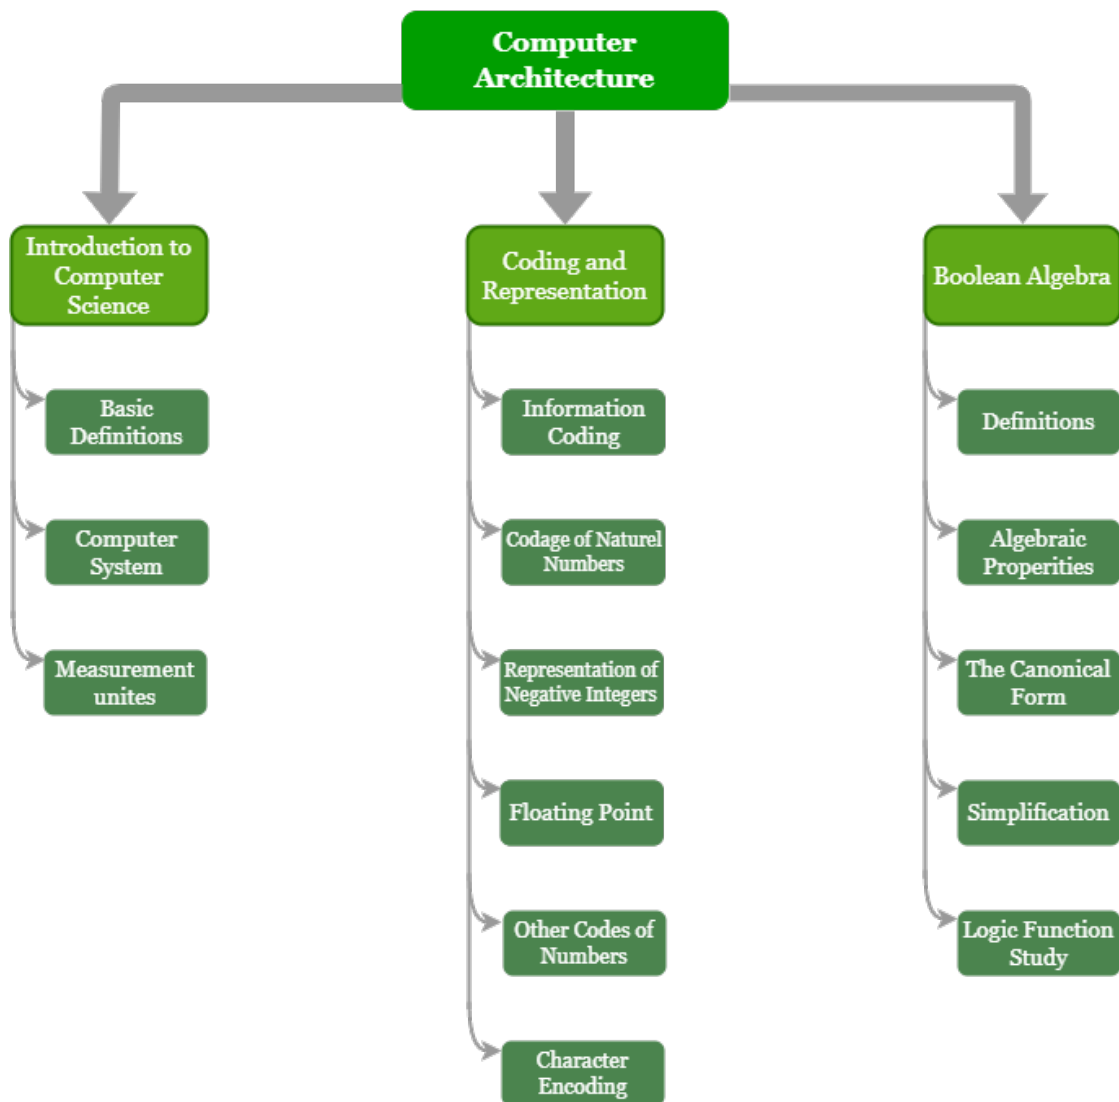 Computer
Architecture
Introduction to
Computer
Science
Basic
Definitions
Computer
System
Measurement
unites
Coding and
Representation
Information
Coding
Codage of Naturel
Numbers
Representation of
Negative Integers
Floating Point
Other Codes of
Numbers
Character
Encoding
Boolean Algebra
Definitions
Algebraic
Properities
The Canonical
Form
Simplification
Logic Function
Study